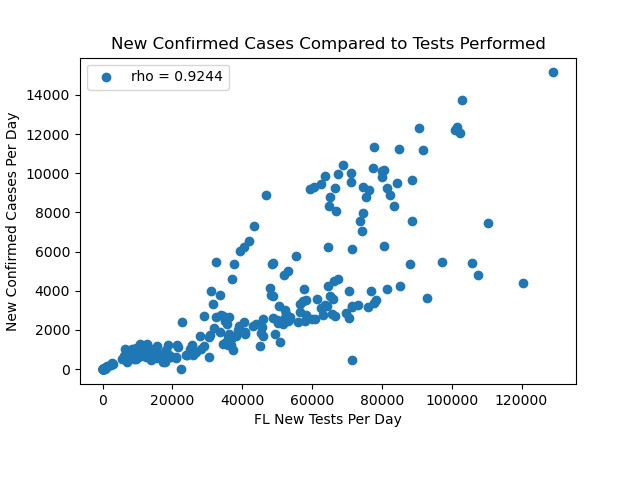 New Confirmed Cases Compared to Tests Performed
rho = 0.9244
New Confirmed Caeses Per Day
14000
12000
10000
8000
6000
4000
2000
0
0 20000 40000 60000 80000 100000 120000
FL New Tests Per Day